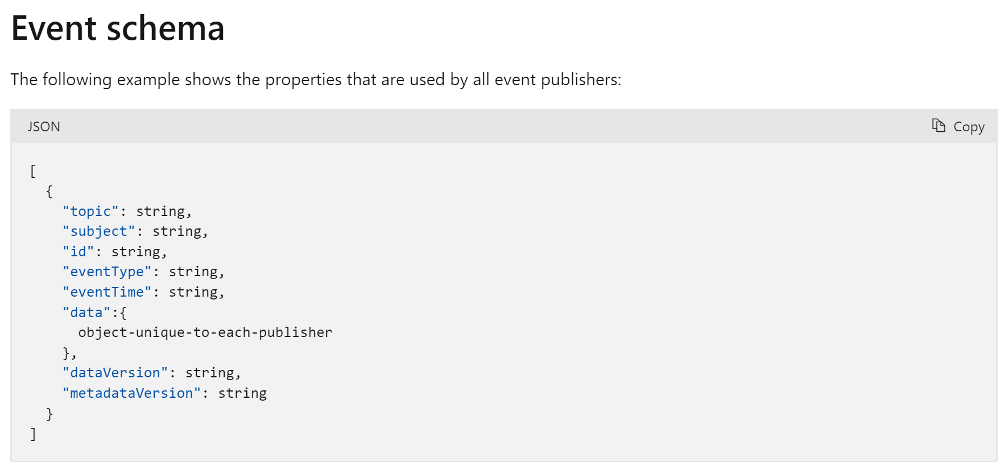 Event schema
The following example shows the properties that are used by all event publishers:
JSON
Copy
[
  {
    "topic": string,
    "subject": string,
    "id": string,
    "eventType": string,
    "eventTime": string,
    "data":{
      object-unique-to-each-publisher
    },
    "dataVersion": string,
    "metadataVersion": string
  }
]